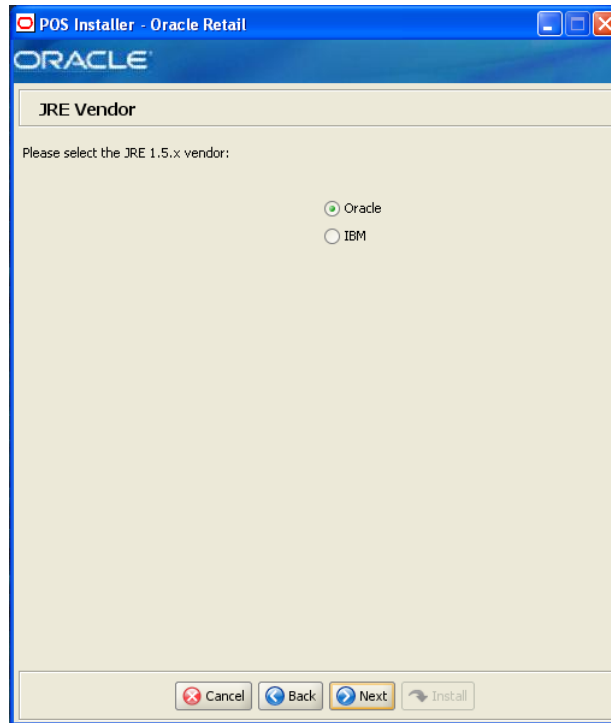 POS Installer - Oracle Retail
ORACLE
JRE Vendor
Please select the JRE 1.5.x vendor:
Oracle
IBM
Cancel Back Next Install